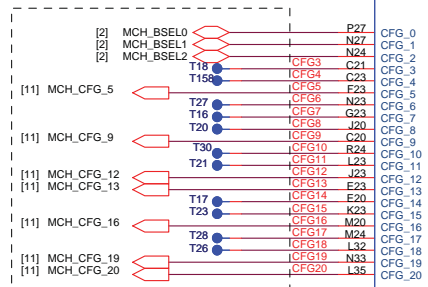 [2] MCH_BSEL0 P27 CFG_0
[2] MCH_BSEL1 N27 CFG_1
[2] MCH_BSEL2 N24 CFG_2
T18 CFG3 C21 CFG_3
T158 CFG4 C23 CFG_4
[11] MCH_CFG_5 CFG5 F23 CFG_5
T27 CFG6 N23 CFG_6
T16 CFG7 G23 CFG_7
T20 CFG8 J20 CFG_8
[11] MCH_CFG_9 CFG9 C20 CFG_9
T30 CFG10 R24 CFG_10
T21 CFG11 L23 CFG_11
[11] MCH_CFG_12 CFG12 J23 CFG_12
[11] MCH_CFG_13 CFG13 E23 CFG_13
T17 CFG14 E20 CFG_14
T23 CFG15 K23 CFG_15
[11] MCH_CFG_16 CFG16 M20 CFG_16
T28 CFG17 M24 CFG_17
T26 CFG18 L32 CFG_18
[11] MCH_CFG_19 CFG19 N33 CFG_19
[11] MCH_CFG_20 CFG20 L35 CFG_20